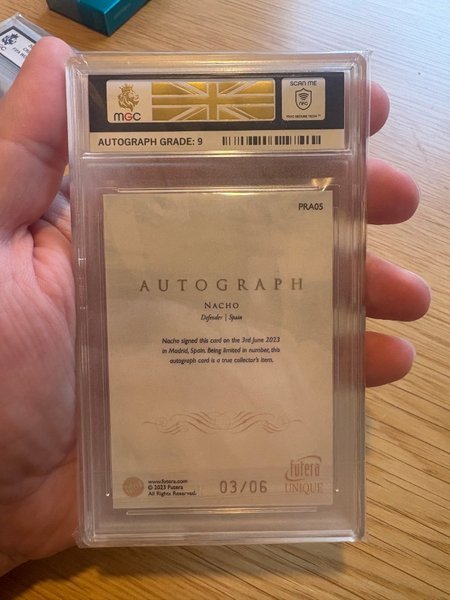 MGC
SCAN ME
NFC
AUTOGRAPH GRADE: 9
PRA05
AUTOGRAPH
NACHO
Defender | Spain
Nacho signed this card on the 3rd June 2023
in Madrid, Spain. Being limited in number, this
autograph card is a true collector's item.
www.futera.com
© 2023 Futera
All Rights Reserved.
03/06
futera
UNIQUE